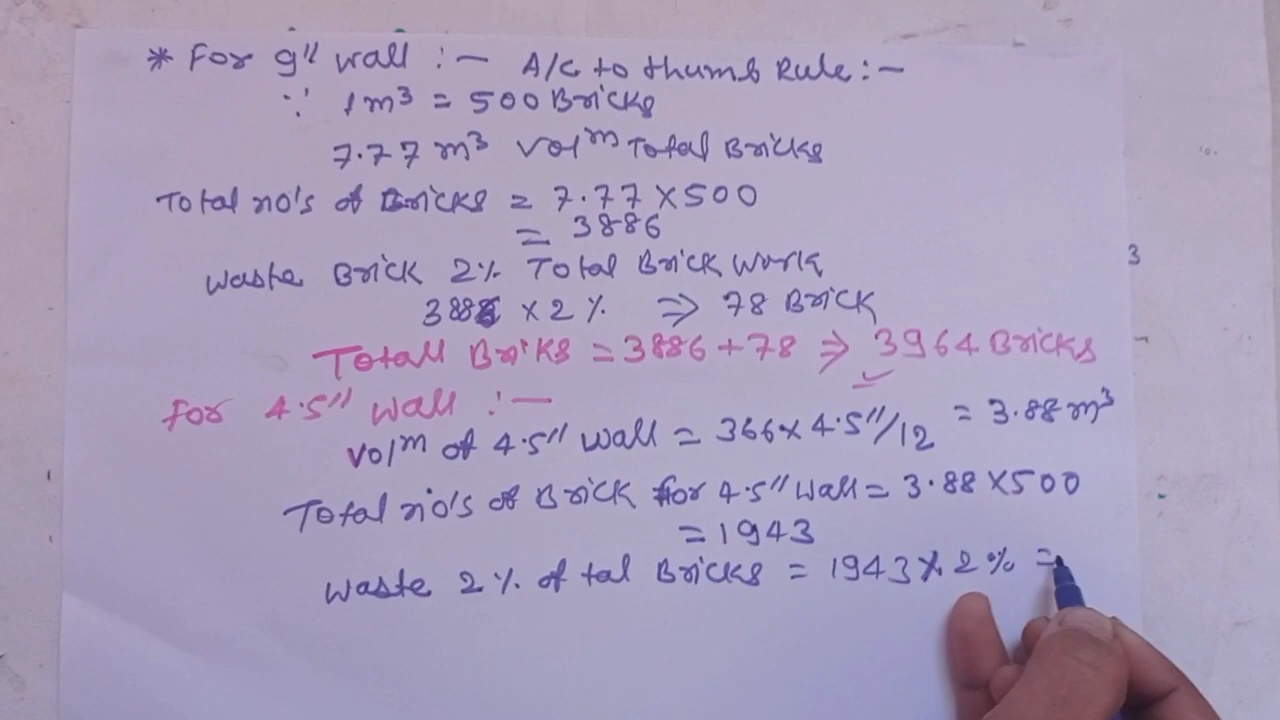 * For 9" wall :- A/c to thumb Rule :-
∵ 1m³ = 500 Bricks
7.77 m³ volᵐ Total Bricks
Total no's of Bricks = 7.77 x 500
= 3886
Waste Brick 2% Total Brick work
3886 x 2% ⇒ 78 Brick
Totall Bricks = 3886 + 78 ⇒ 3964 Bricks
For 4.5" wall :-
volᵐ of 4.5" wall = 366 x 4.5"/12 = 3.88 m³
Total no's of Brick for 4.5" wall = 3.88 x 500
= 1943
Waste 2% of tal Bricks = 1943 x 2% =
3